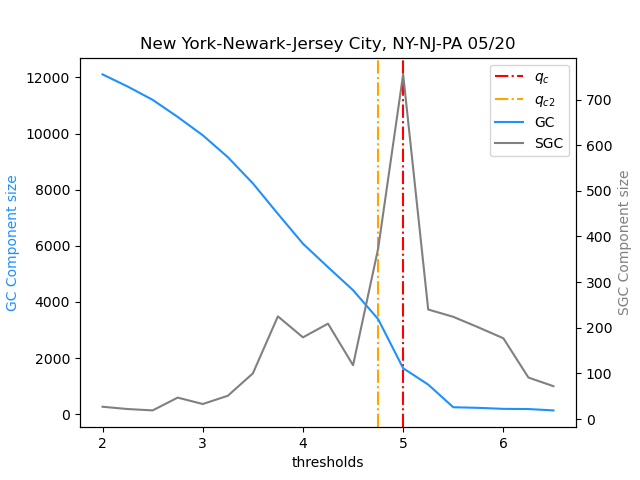 New York-Newark-Jersey City, NY-NJ-PA 05/20
GC Component size
12000
10000
8000
6000
4000
2000
0
2
3
4
5
6
thresholds
700
600
500
400
300
200
100
0
SGC Component size
q_c
q_{c2}
GC
SGC